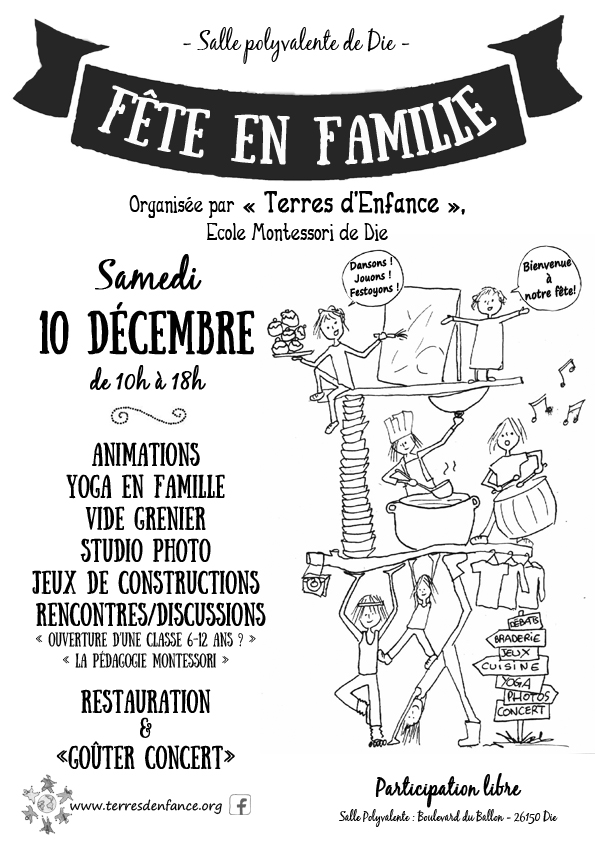 - Salle polyvalente de Die -
FÊTE EN FAMILLE
Organisée par « Terres d'Enfance »,
Ecole Montessori de Die
Samedi
10 DÉCEMBRE
de 10h à 18h
Dansons !
Jouons !
Festoyons !
Bienvenue
à
notre fête!
ANIMATIONS
YOGA EN FAMILLE
VIDE GRENIER
STUDIO PHOTO
JEUX DE CONSTRUCTIONS
RENCONTRES/DISCUSSIONS
« OUVERTURE D'UNE CLASSE 6-12 ANS ? »
« LA PÉDAGOGIE MONTESSORI »
RESTAURATION
&
«GOÛTER CONCERT»
DÉBATS
BRADERIE
JEUX
CUISINE
YOGA
PHOTOS
CONCERT
www.terresdenfance.org
f
Participation libre
Salle Polyvalente : Boulevard du Ballon - 26150 Die